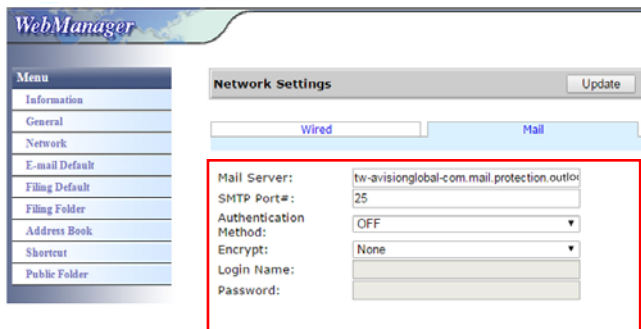 WebManager
Menu
Information
General
Network
E-mail Default
Filing Default
Filing Folder
Address Book
Shortcut
Public Folder
Network Settings
Update
Wired
Mail
Mail Server: tw-avisionglobal-com.mail.protection.outlo
SMTP Port#: 25
Authentication
Method: OFF
Encrypt: None
Login Name:
Password: